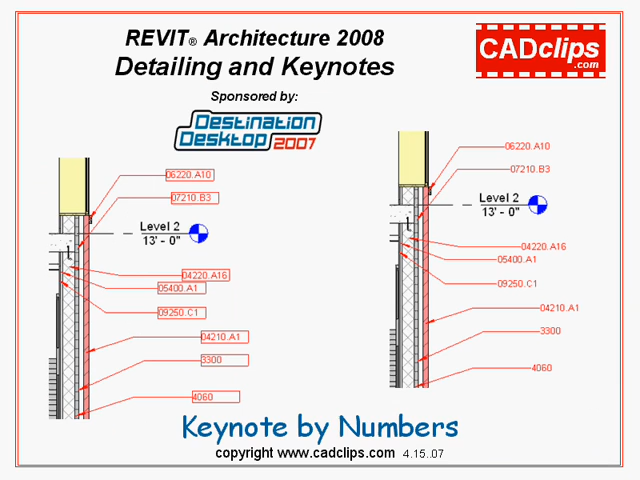 REVIT® Architecture 2008
Detailing and Keynotes
CADclips
.com
Sponsored by:
Destination
Desktop 2007
06220.A10
07210.B3
Level 2
13' - 0"
04220.A16
05400.A1
09250.C1
04210.A1
3300
4060
06220.A10
07210.B3
Level 2
13' - 0"
04220.A16
05400.A1
09250.C1
04210.A1
3300
4060
Keynote by Numbers
copyright www.cadclips.com 4.15.07